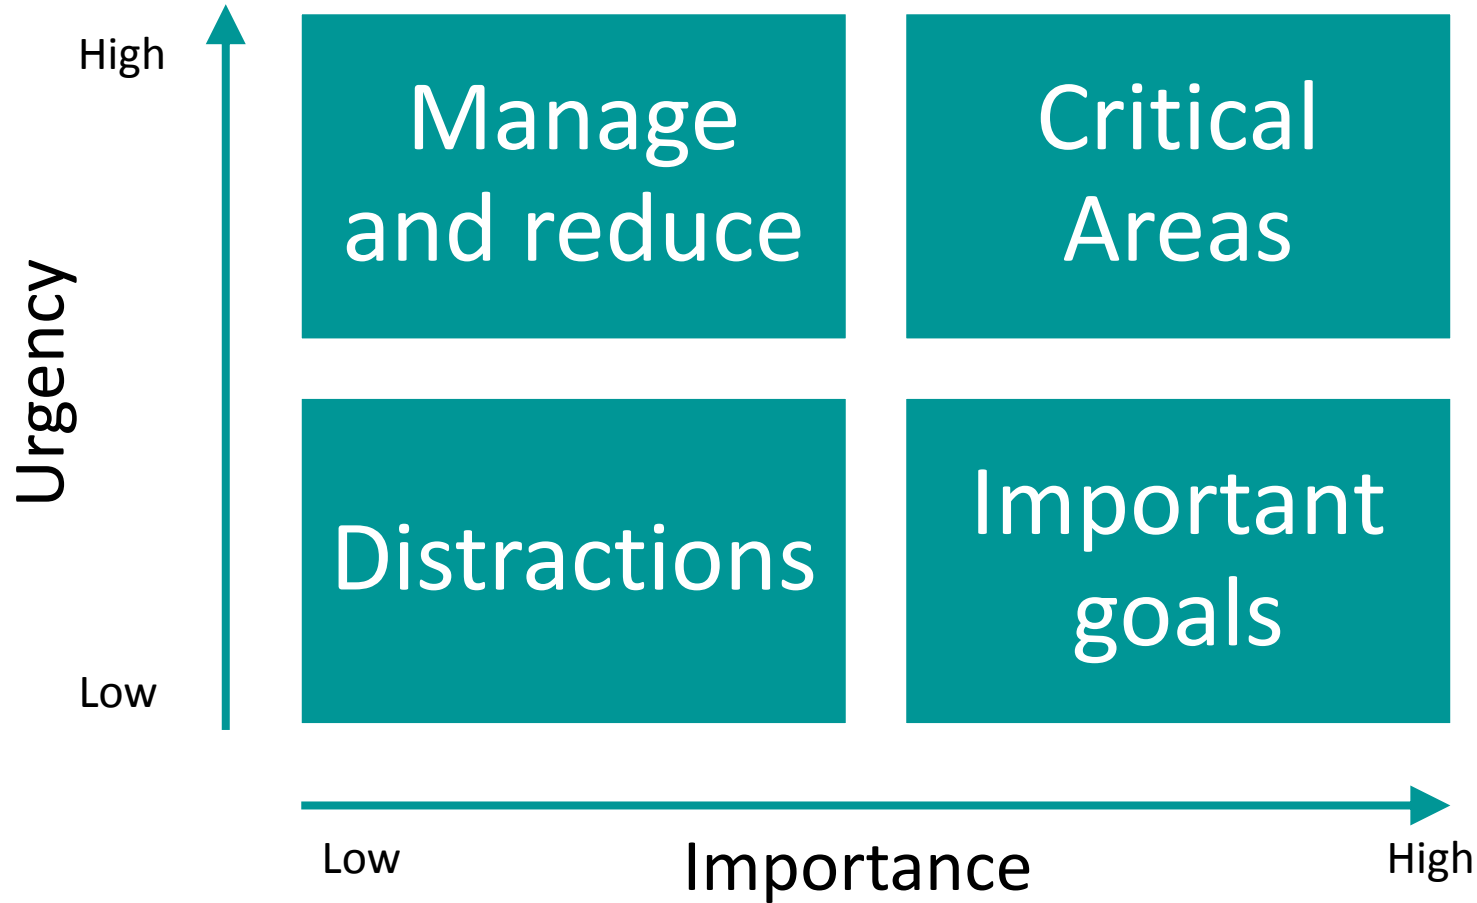 High
Manage
and reduce
Critical
Areas
Urgency
Distractions
Important
goals
Low
Low
Importance
High